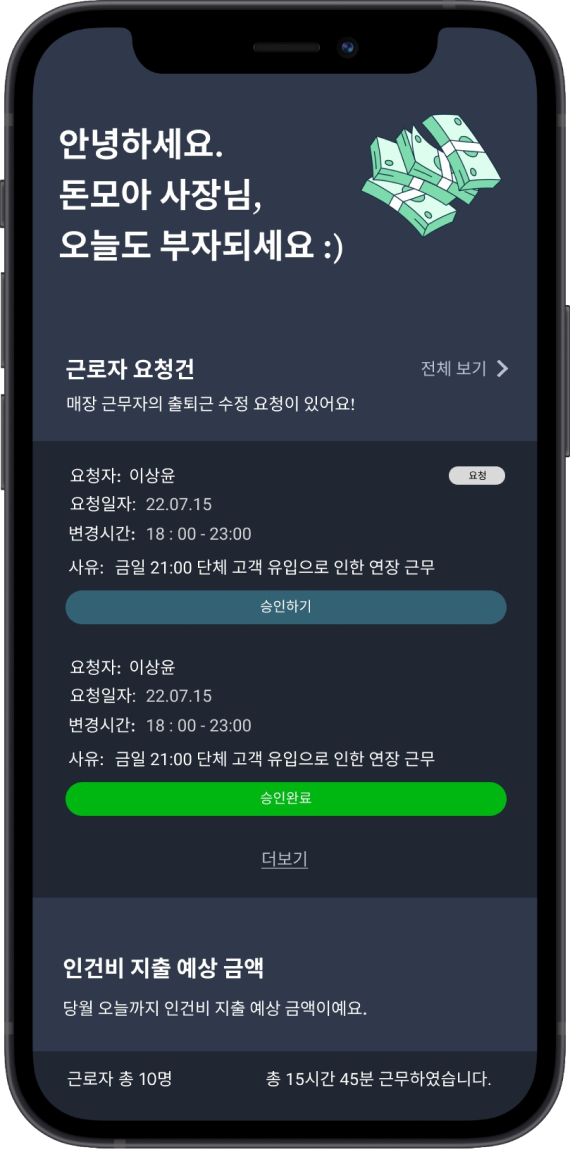 안녕하세요.
돈모아 사장님,
오늘도 부자되세요 :)
근로자 요청건
전체 보기
매장 근무자의 출퇴근 수정 요청이 있어요!
요청자: 이상윤
요청
요청일자: 22.07.15
변경시간: 18 : 00 - 23:00
사유: 금일 21:00 단체 고객 유입으로 인한 연장 근무
승인하기
요청자: 이상윤
요청일자: 22.07.15
변경시간: 18 : 00 - 23:00
사유: 금일 21:00 단체 고객 유입으로 인한 연장 근무
승인완료
더보기
인건비 지출 예상 금액
당월 오늘까지 인건비 지출 예상 금액이예요.
근로자 총 10명
총 15시간 45분 근무하였습니다.